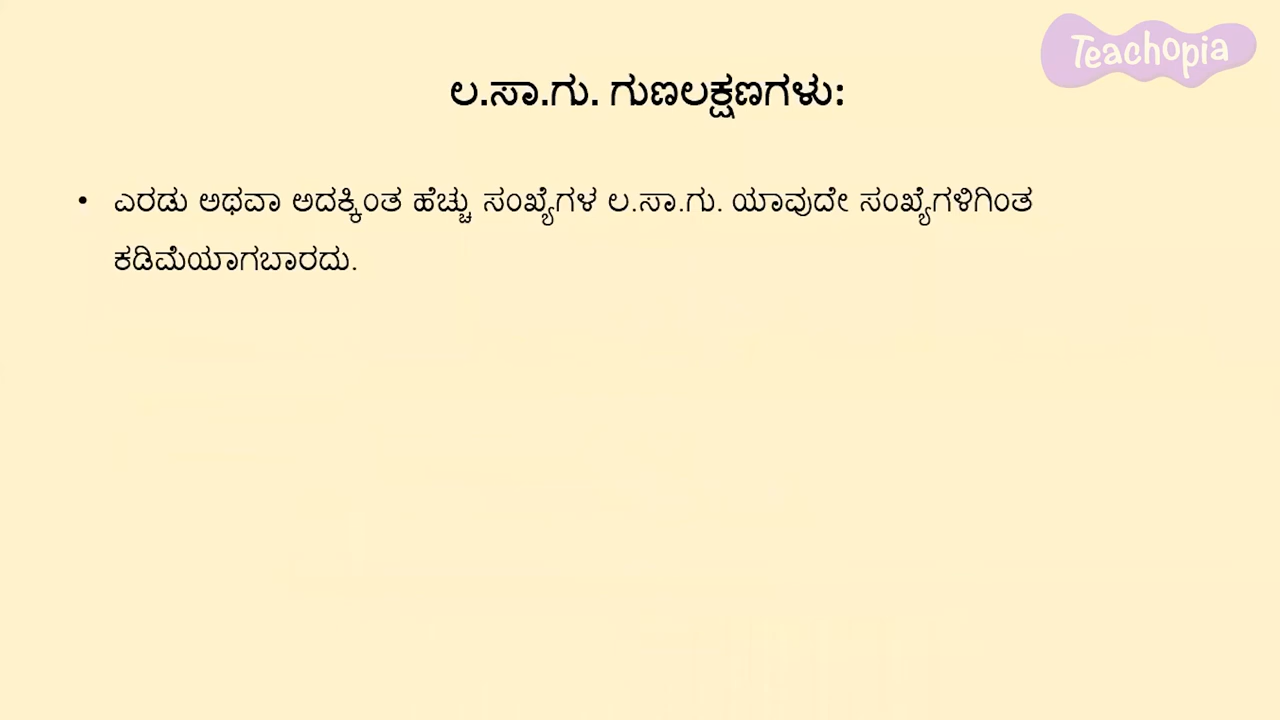 Teachopia
ಲ.ಸಾ.ಗು. ಗುಣಲಕ್ಷಣಗಳು:
• ಎರಡು ಅಥವಾ ಅದಕ್ಕಿಂತ ಹೆಚ್ಚು ಸಂಖ್ಯೆಗಳ ಲ.ಸಾ.ಗು. ಯಾವುದೇ ಸಂಖ್ಯೆಗಳಿಗಿಂತ
ಕಡಿಮೆಯಾಗಬಾರದು.